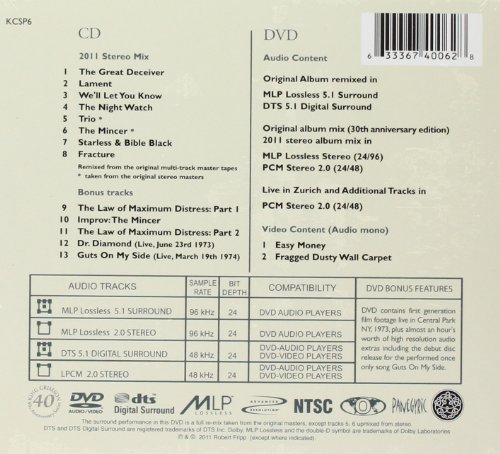 KCSP6
CD
2011 Stereo Mix
1 The Great Deceiver
2 Lament
3 We'll Let You Know
4 The Night Watch
5 Trio *
6 The Mincer *
7 Starless & Bible Black
8 Fracture
Remixed from the original multi-track master tapes
* taken from the original stereo masters
Bonus tracks
9 The Law of Maximum Distress: Part 1
10 Improv: The Mincer
11 The Law of Maximum Distress: Part 2
12 Dr. Diamond (Live, June 23rd 1973)
13 Guts On My Side (Live, March 19th 1974)
DVD
Audio Content
Original Album remixed in
MLP Lossless 5.1 Surround
DTS 5.1 Digital Surround
Original album mix (30th anniversary edition)
2011 stereo album mix in
MLP Lossless Stereo (24/96)
PCM Stereo 2.0 (24/48)
Live in Zurich and Additional Tracks in
PCM Stereo 2.0 (24/48)
Video Content (Audio mono)
1 Easy Money
2 Fragged Dusty Wall Carpet
6 33367 40062 8
AUDIO TRACKS SAMPLE RATE BIT DEPTH COMPATIBILITY DVD BONUS FEATURES
MLP Lossless 5.1 SURROUND 96 kHz 24 DVD AUDIO PLAYERS
MLP Lossless 2.0 STEREO 96 kHz 24 DVD AUDIO PLAYERS
DTS 5.1 DIGITAL SURROUND 48 kHz 24 DVD-AUDIO PLAYERS
DVD-VIDEO PLAYERS
LPCM 2.0 STEREO 48 kHz 24 DVD-AUDIO PLAYERS
DVD-VIDEO PLAYERS
DVD contains first generation
film footage live in Central Park
NY, 1973, plus almost an hour's
worth of high resolution audio
extras including the debut disc
release for the performed once
only song Guts On My Side.
40
DVD
AUDIO/VIDEO
dts
Digital Surround
MLP
LOSSLESS
ADVANCED
RESOLUTION
NTSC
PANEGYRIC
The surround performance in this DVD is a full re-mix from the original masters, except tracks 5, 6 upmixed from stereo.
DTS and DTS Digital Surround are registered trademarks of DTS Inc. Dolby, MLP Lossless and the double-D symbol are trademarks of Dolby Laboratories
℗ & © 2011 Robert Fripp (except where indicated).